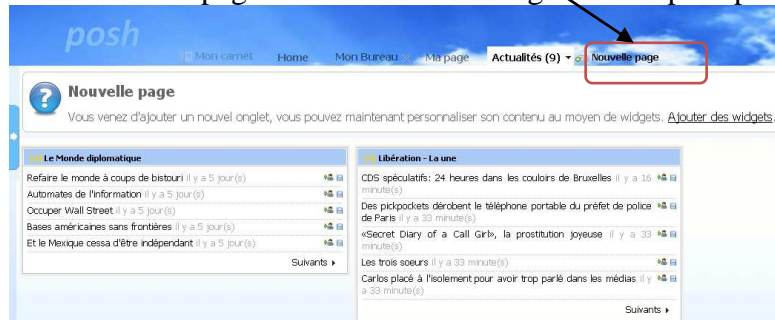 posh
Mon carnet Home Mon Bureau Ma page Actualités (9) Nouvelle page
Nouvelle page
Vous venez d'ajouter un nouvel onglet, vous pouvez maintenant personnaliser son contenu au moyen de widgets. Ajouter des widgets.
Le Monde diplomatique
Refaire le monde à coups de bistouri il y a 5 jour(s)
Automates de l'information il y a 5 jour(s)
Occuper Wall Street il y a 5 jour(s)
Bases américaines sans frontières il y a 5 jour(s)
Et le Mexique cessa d'être indépendant il y a 5 jour(s)
Suivants
Libération - La une
CDS spéculatifs: 24 heures dans les couloirs de Bruxelles il y a 16
minute(s)
Des pickpockets dérobent le téléphone portable du préfet de police
de Paris il y a 33 minute(s)
«Secret Diary of a Call Girl», la prostitution joyeuse il y a 33
minute(s)
Les trois soeurs il y a 33 minute(s)
Carlos placé à l'isolement pour avoir trop parlé dans les médias il y
a 33 minute(s)
Suivants